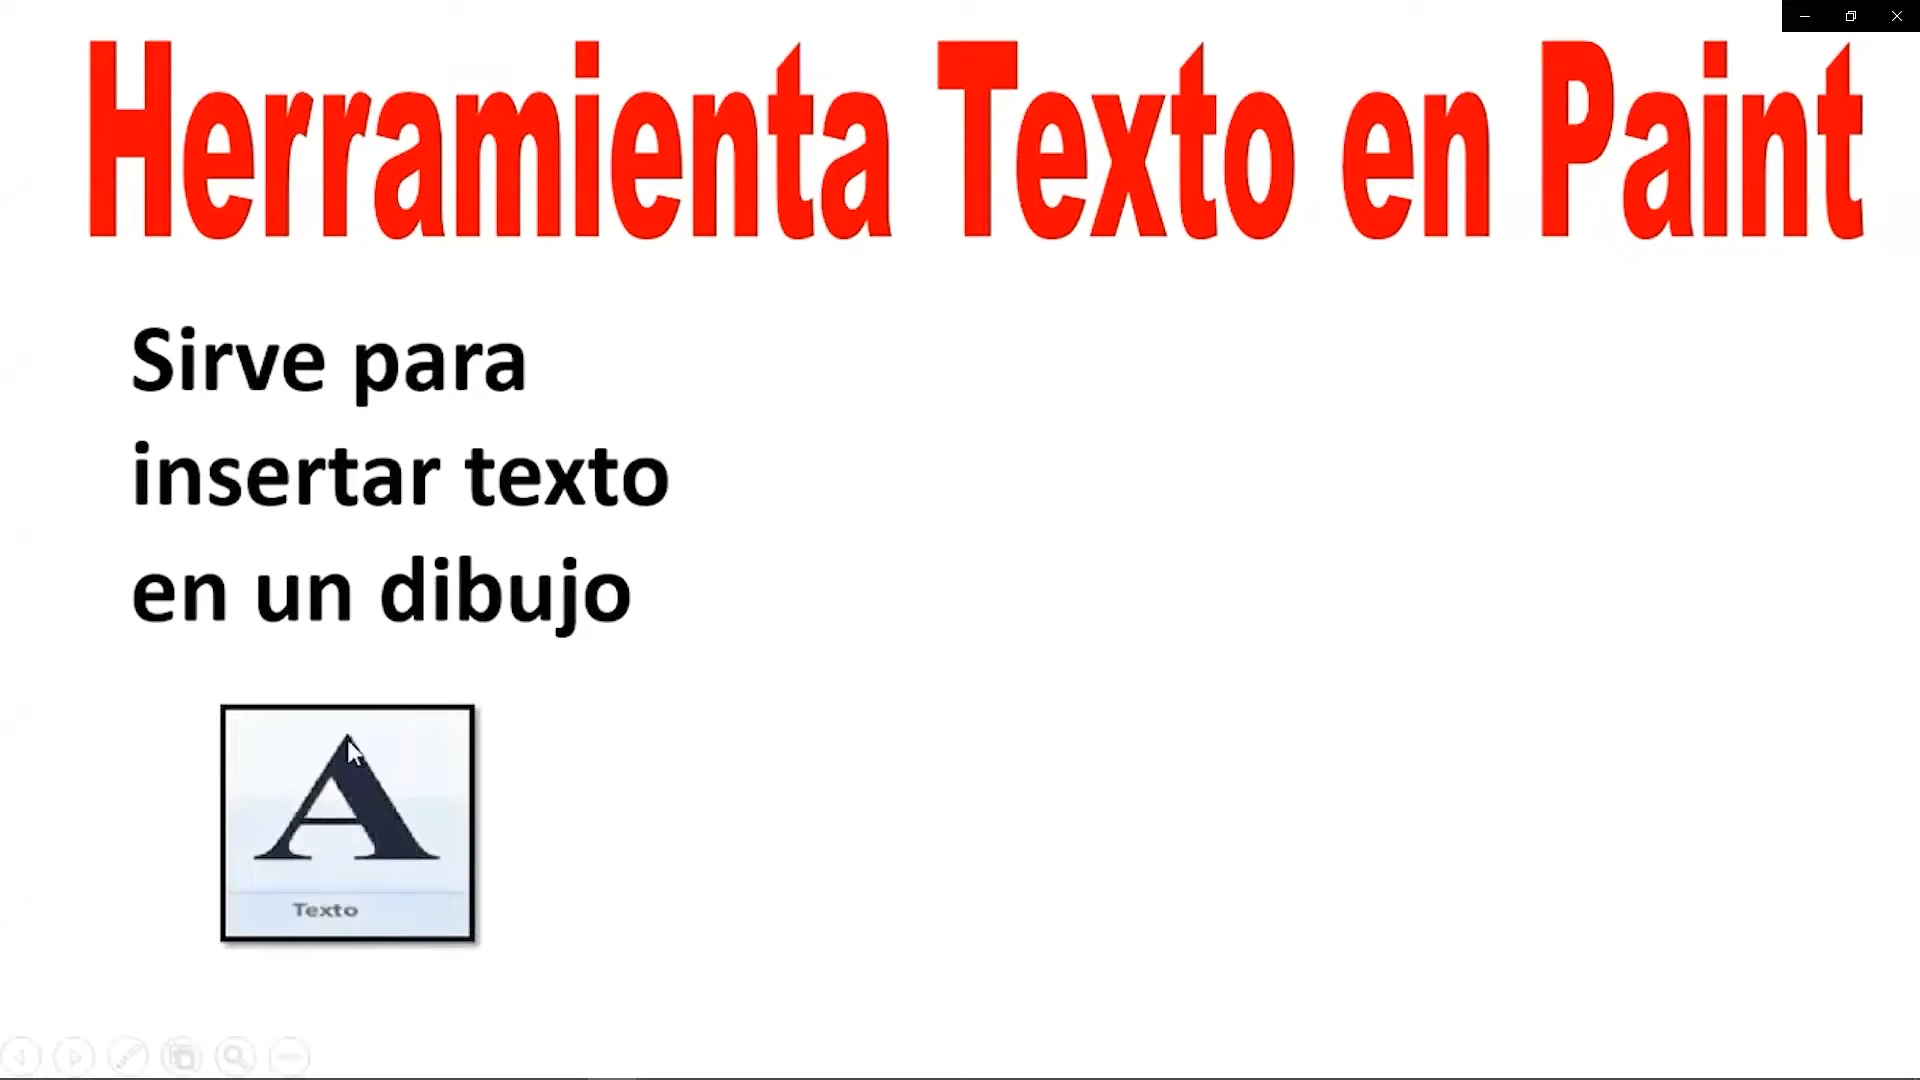 Herramienta Texto en Paint
Sirve para
insertar texto
en un dibujo
A
Texto